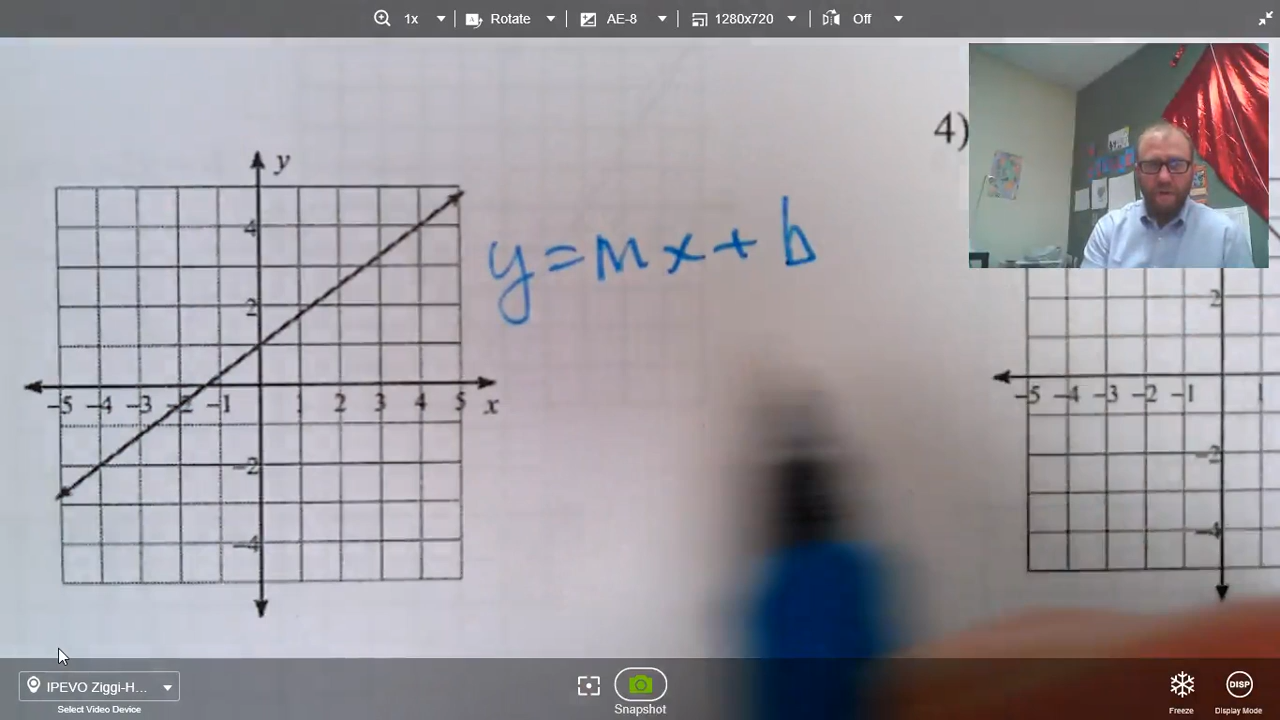 1x Rotate AE-8 1280x720 Off
4)
y
4
y=mx+b
2
2
-5 -4 -3 -2 -1 1 2 3 4 5 x
-5 -4 -3 -2 -1 1
-2
-2
-4
-4
IPEVO Ziggi-H...
Select Video Device
Snapshot
Freeze
Display Mode
DISP